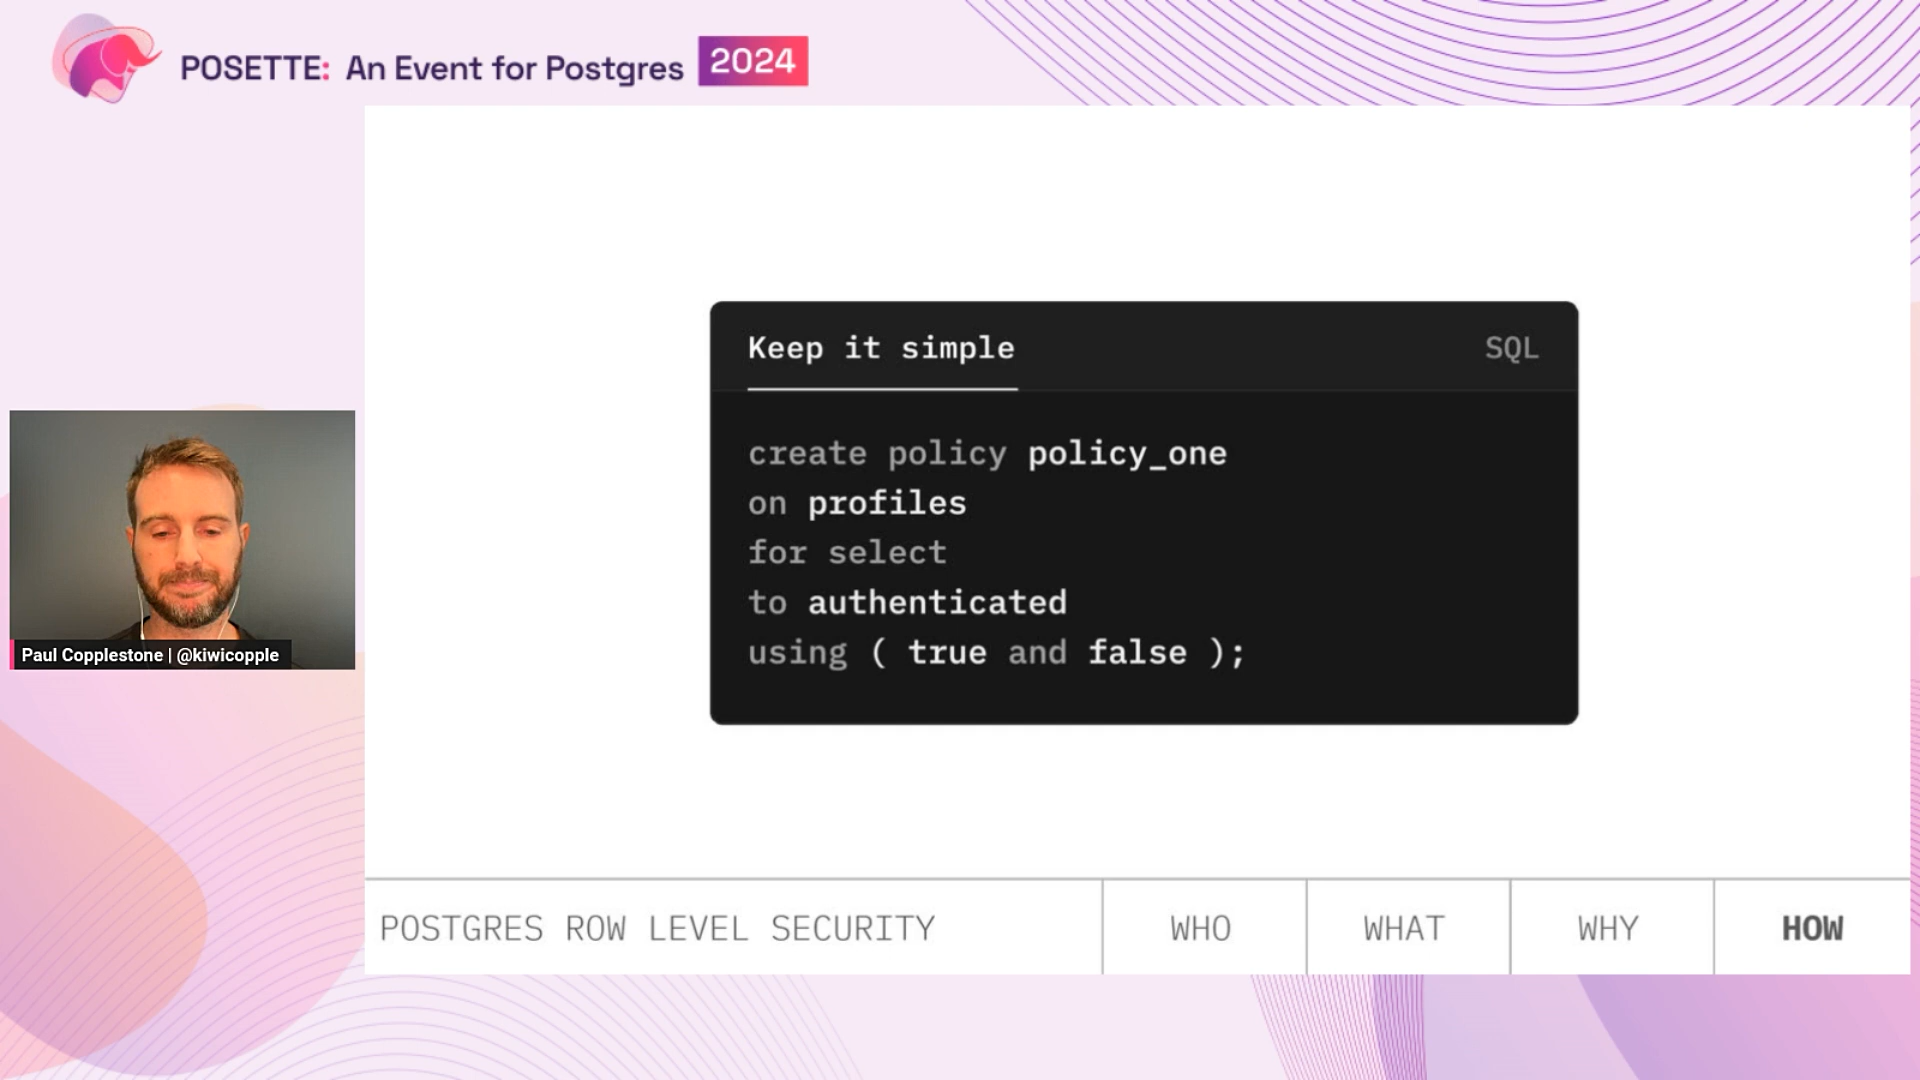 POSETTE: An Event for Postgres 2024
Keep it simple SQL
create policy policy_one
on profiles
for select
to authenticated
using ( true and false );
Paul Copplestone | @kiwicopple
POSTGRES ROW LEVEL SECURITY WHO WHAT WHY HOW